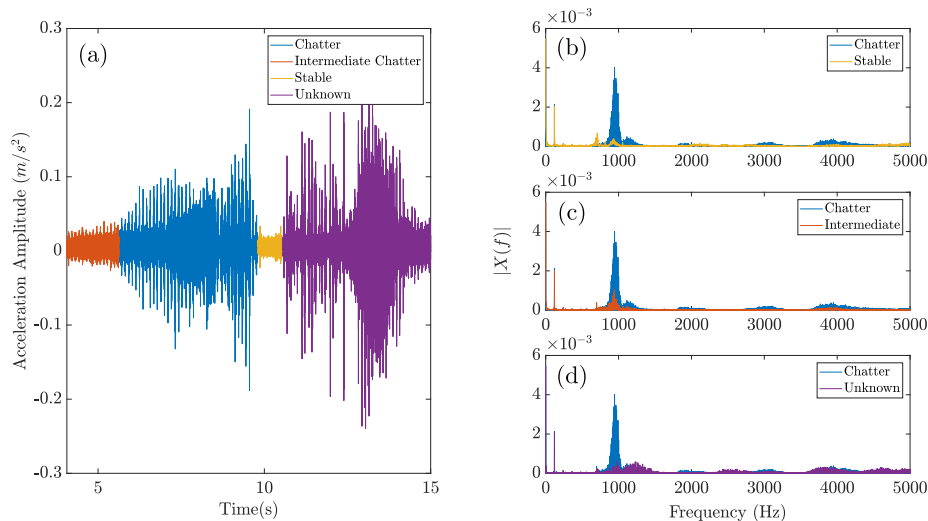 (a)
Chatter
Intermediate Chatter
Stable
Unknown
0.3
0.2
0.1
0
-0.1
-0.2
-0.3
Acceleration Amplitude (m/s²)
5
10
15
Time(s)
×10⁻³
(b)
Chatter
Stable
6
4
2
0
0
1000
2000
3000
4000
5000
×10⁻³
(c)
Chatter
Intermediate
6
4
2
0
0
1000
2000
3000
4000
5000
|X(f)|
×10⁻³
(d)
Chatter
Unknown
6
4
2
0
0
1000
2000
3000
4000
5000
Frequency (Hz)